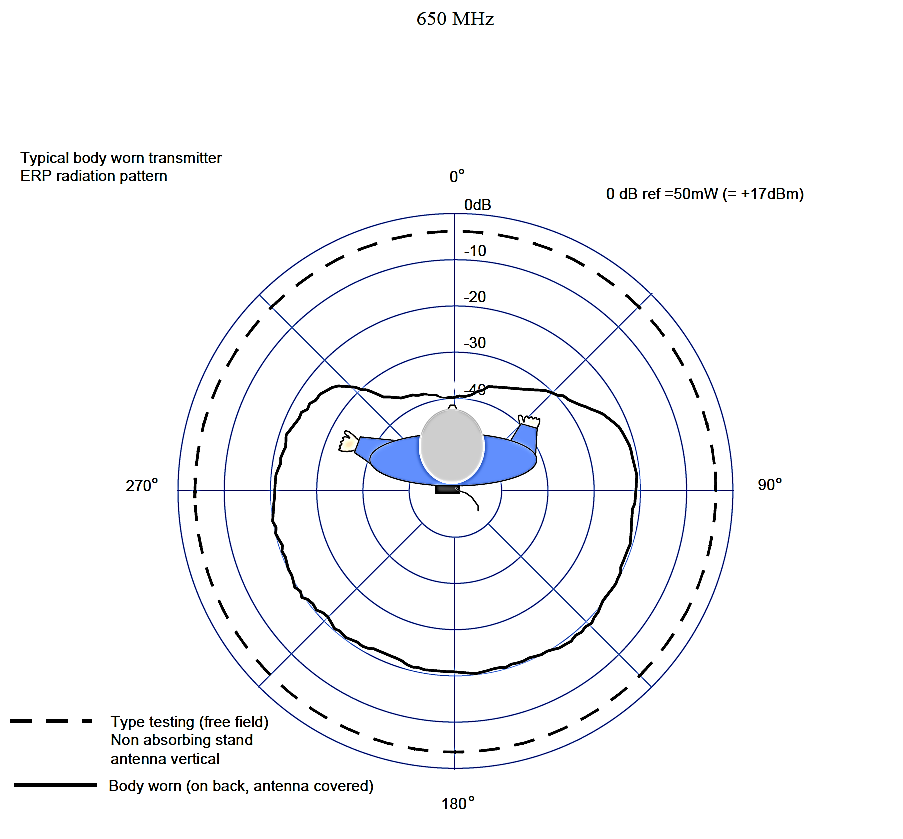 650 MHz
Typical body worn transmitter
ERP radiation pattern
0°
0 dB ref =50mW (= +17dBm)
0dB
-10
-20
-30
-40
270°
90°
Type testing (free field)
Non absorbing stand
antenna vertical
Body worn (on back, antenna covered)
180°